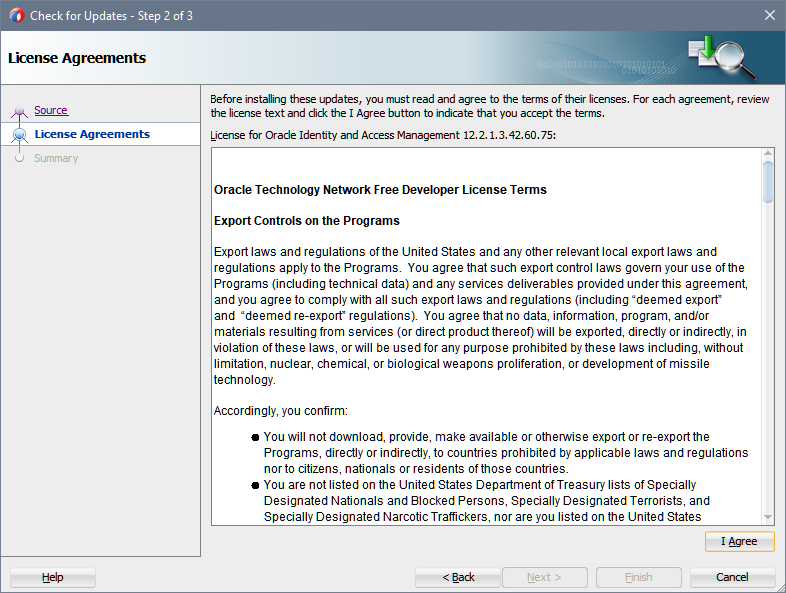 Check for Updates - Step 2 of 3
License Agreements
Source
License Agreements
Summary
Before installing these updates, you must read and agree to the terms of their licenses. For each agreement, review
the license text and click the I Agree button to indicate that you accept the terms.
License for Oracle Identity and Access Management 12.2.1.3.42.60.75:
Oracle Technology Network Free Developer License Terms
Export Controls on the Programs
Export laws and regulations of the United States and any other relevant local export laws and
regulations apply to the Programs.  You agree that such export control laws govern your use of the
Programs (including technical data) and any services deliverables provided under this agreement,
and you agree to comply with all such export laws and regulations (including “deemed export”
and  “deemed re-export” regulations).  You agree that no data, information, program, and/or
materials resulting from services (or direct product thereof) will be exported, directly or indirectly, in
violation of these laws, or will be used for any purpose prohibited by these laws including, without
limitation, nuclear, chemical, or biological weapons proliferation, or development of missile
technology.
Accordingly, you confirm:
● You will not download, provide, make available or otherwise export or re-export the
Programs, directly or indirectly, to countries prohibited by applicable laws and regulations
nor to citizens, nationals or residents of those countries.
● You are not listed on the United States Department of Treasury lists of Specially
Designated Nationals and Blocked Persons, Specially Designated Terrorists, and
Specially Designated Narcotic Traffickers, nor are you listed on the United States
I Agree
Help
< Back
Next >
Finish
Cancel